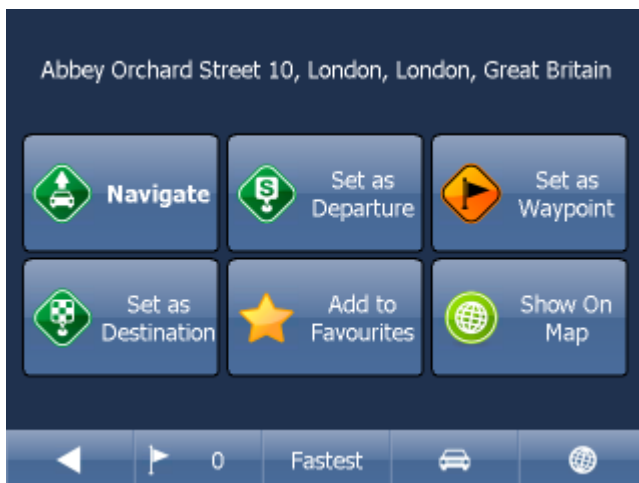 Abbey Orchard Street 10, London, London, Great Britain
Navigate
Set as
Departure
Set as
Waypoint
Set as
Destination
Add to
Favourites
Show On
Map
0
Fastest